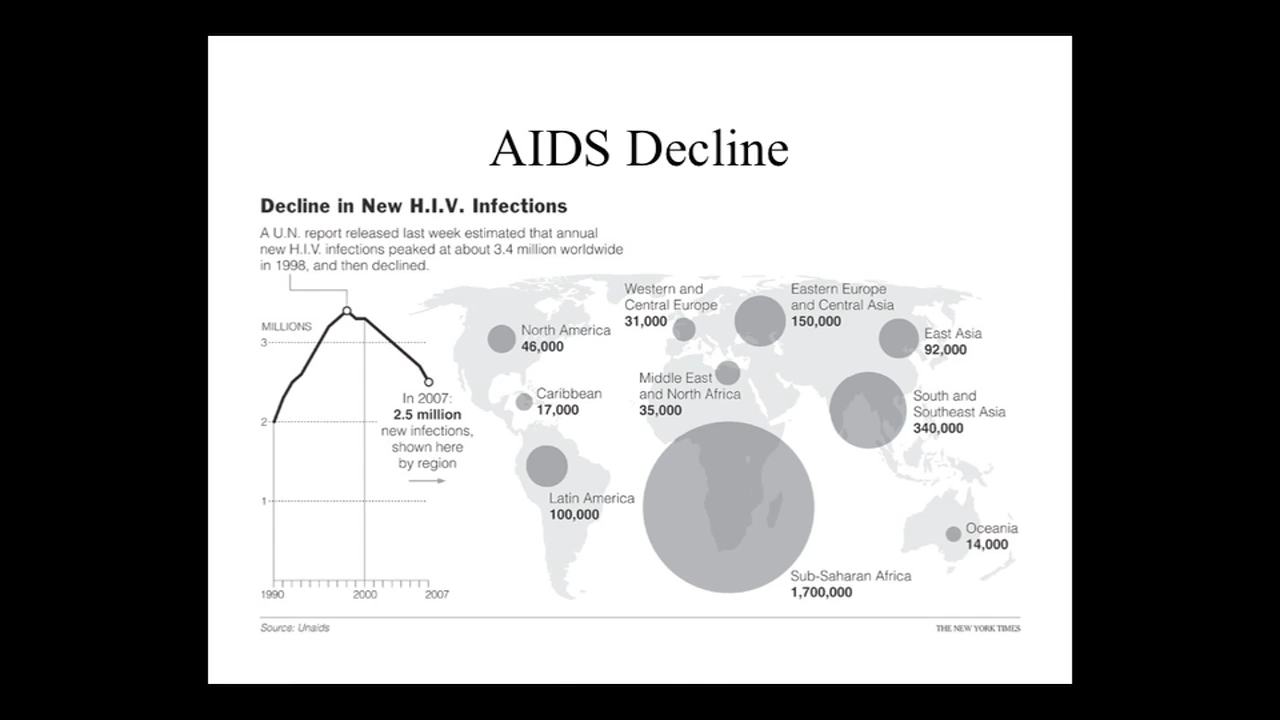 AIDS Decline
Decline in New H.I.V. Infections
A U.N. report released last week estimated that annual
new H.I.V. infections peaked at about 3.4 million worldwide
in 1998, and then declined.
MILLIONS
3
2
1
1990
2000
2007
In 2007:
2.5 million
new infections,
shown here
by region
North America
46,000
Caribbean
17,000
Latin America
100,000
Western and
Central Europe
31,000
Middle East
and North Africa
35,000
Sub-Saharan Africa
1,700,000
Eastern Europe
and Central Asia
150,000
East Asia
92,000
South and
Southeast Asia
340,000
Oceania
14,000
Source: Unaids
THE NEW YORK TIMES